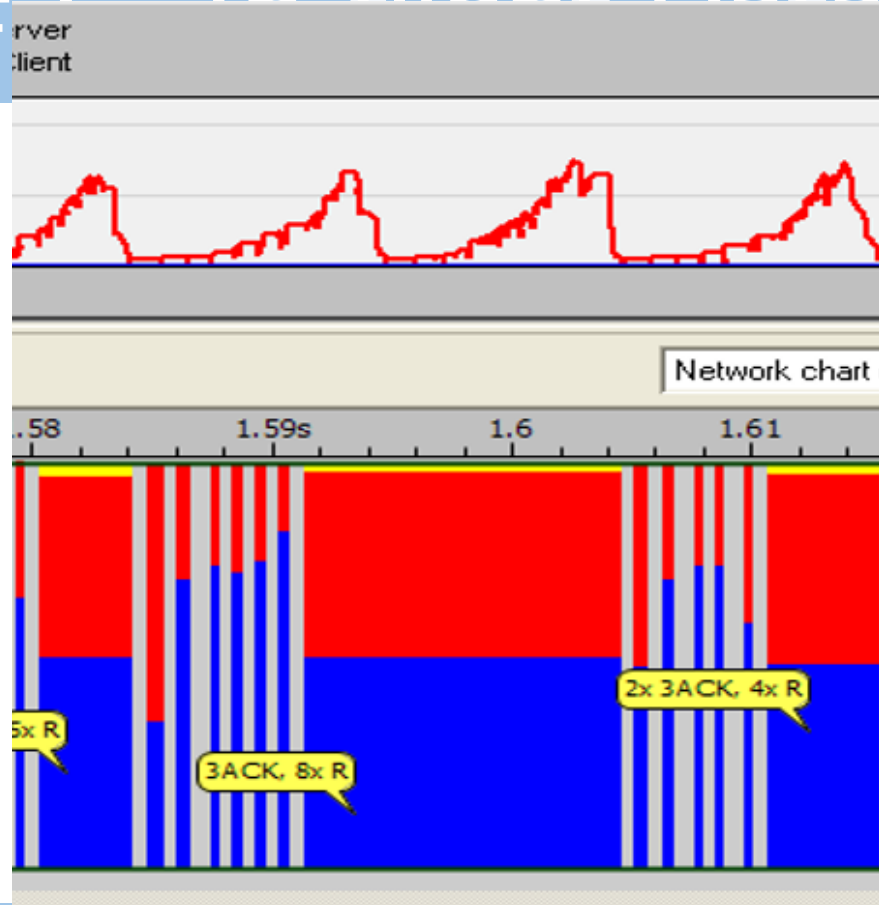 rver
Client
Network chart
.58 1.59s 1.6 1.61
2x 3ACK, 4x R
5x R
3ACK, 8x R